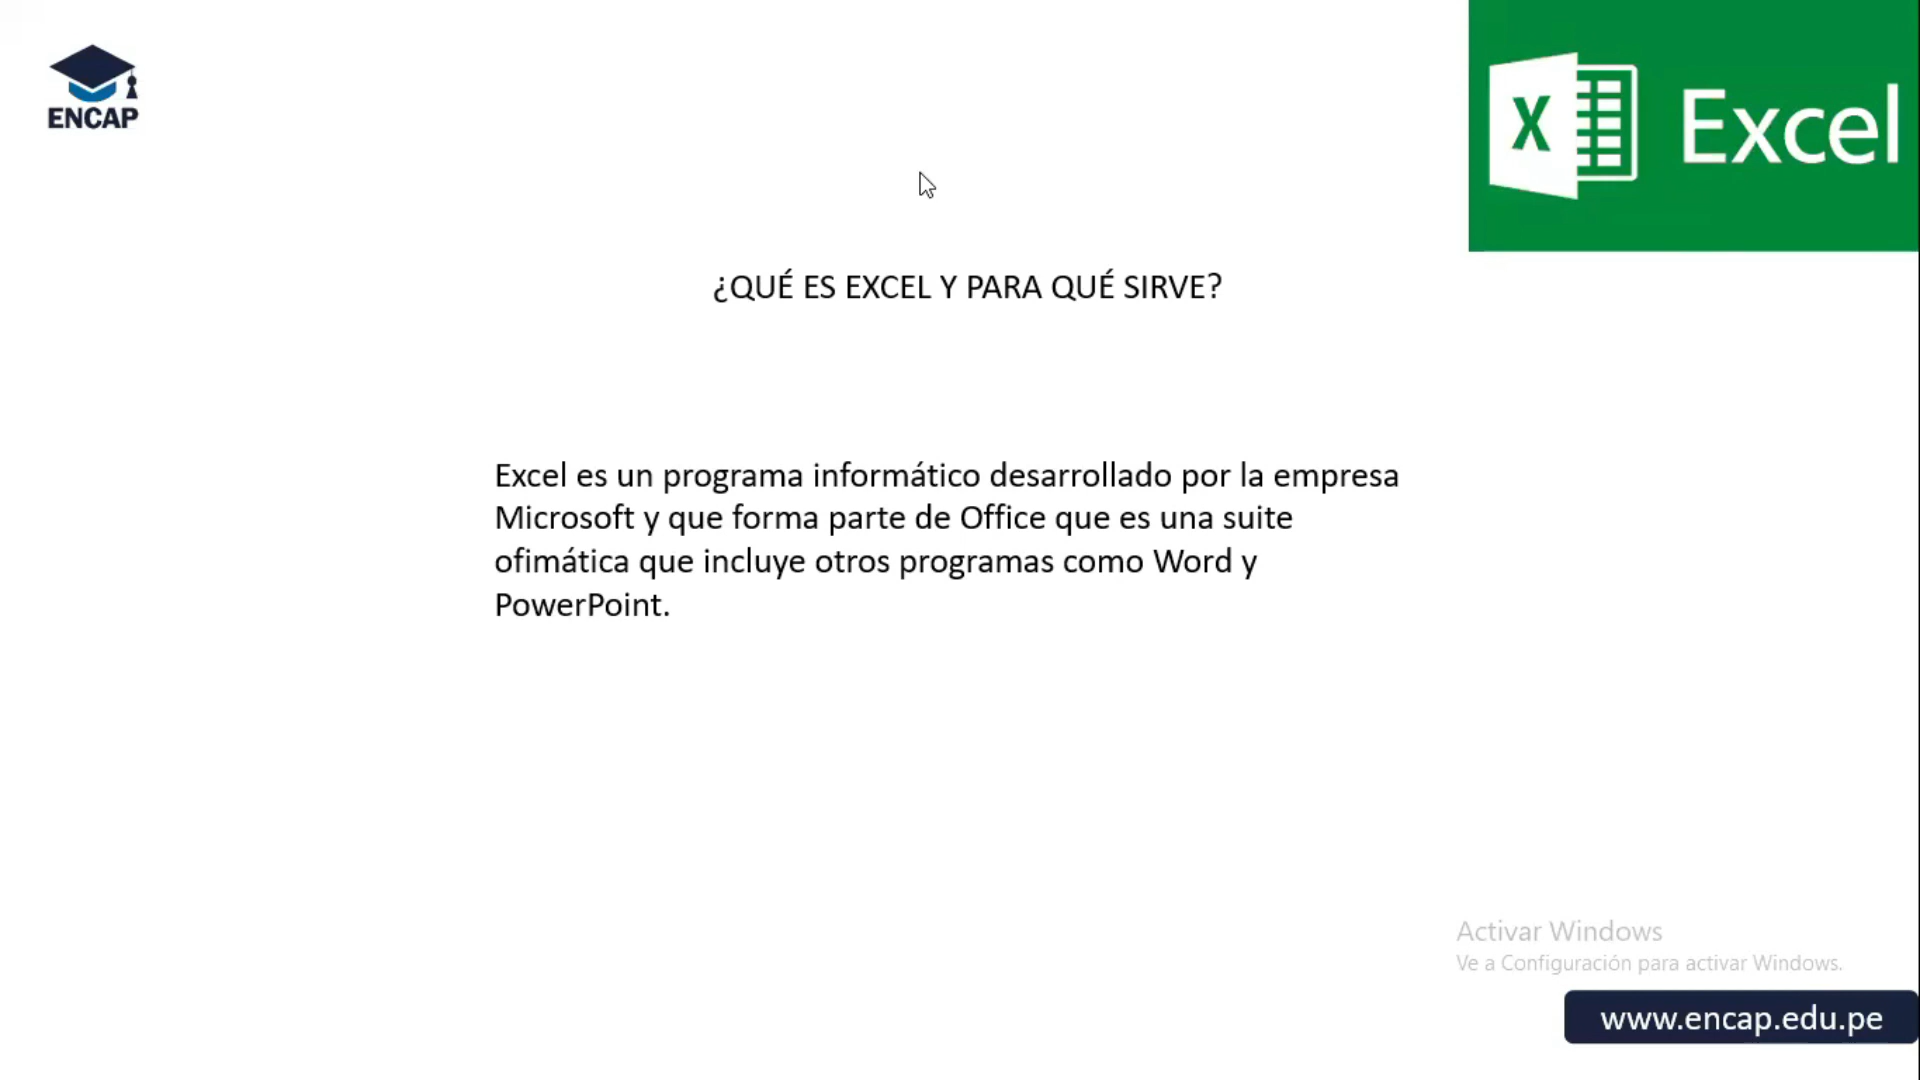 ENCAP
X Excel
¿QUÉ ES EXCEL Y PARA QUÉ SIRVE?
Excel es un programa informático desarrollado por la empresa
Microsoft y que forma parte de Office que es una suite
ofimática que incluye otros programas como Word y
PowerPoint.
Activar Windows
Ve a Configuración para activar Windows.
www.encap.edu.pe